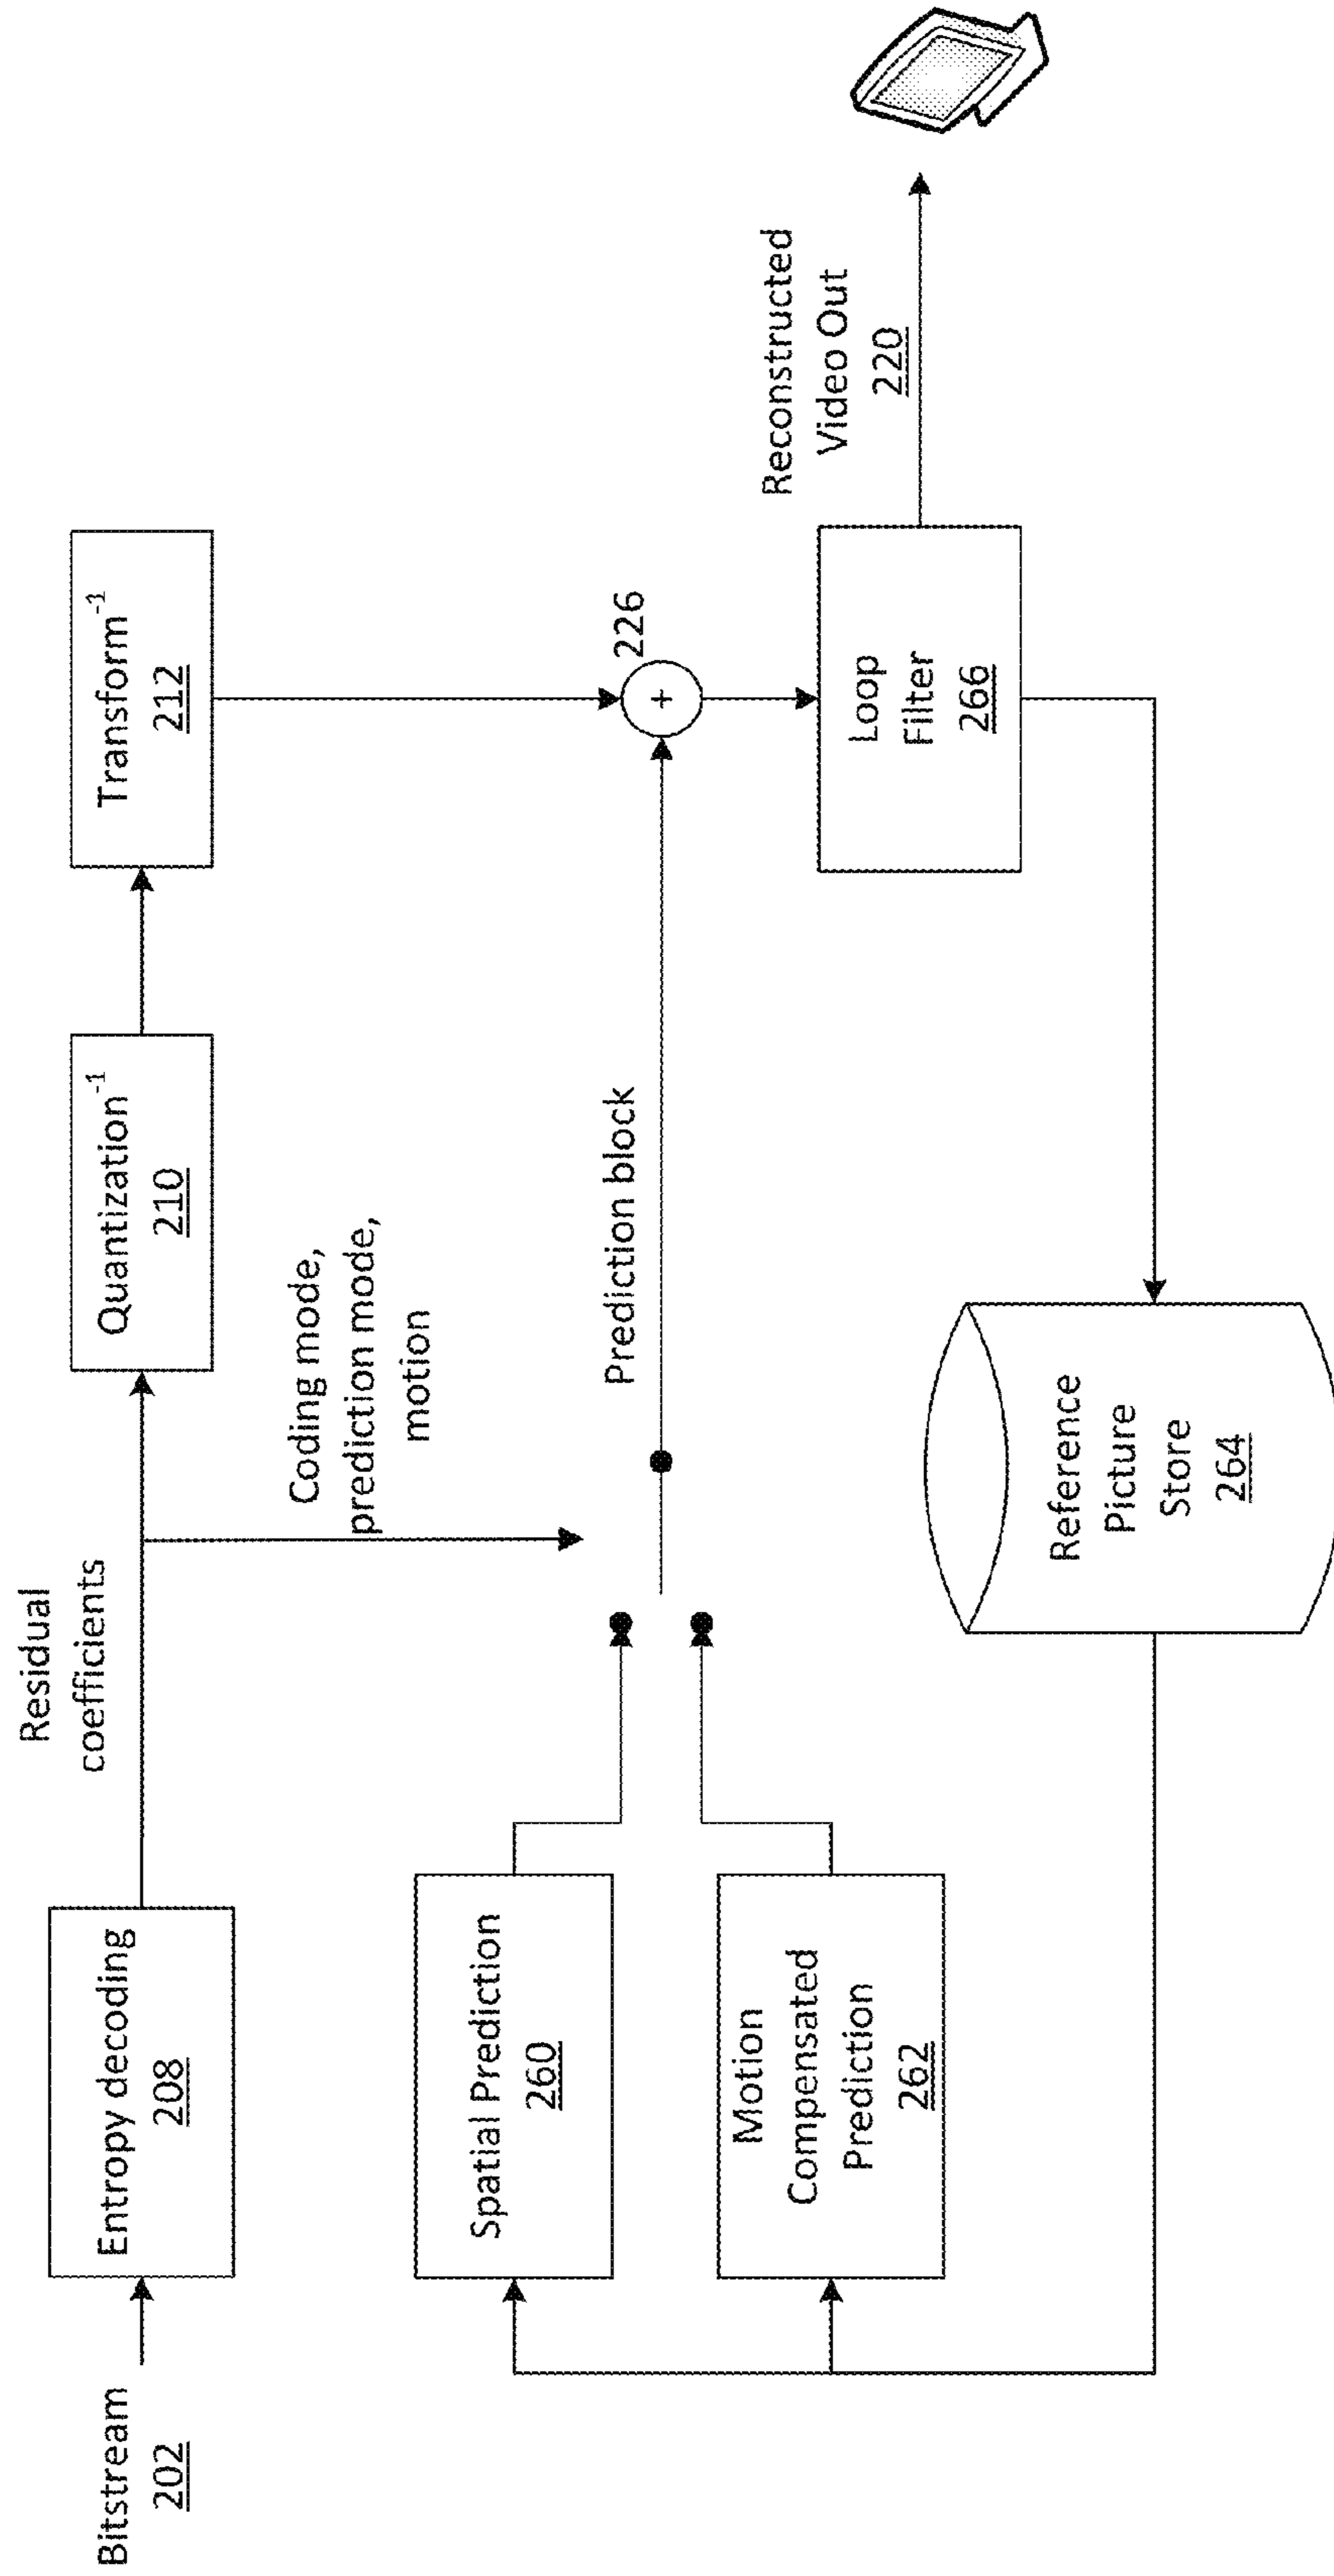 Bitstream
202
Entropy decoding
208
Residual
coefficients
Quantization⁻¹
210
Transform⁻¹
212
Coding mode,
prediction mode,
motion
Spatial Prediction
260
Motion
Compensated
Prediction
262
Prediction block
226
+
Loop
Filter
266
Reconstructed
Video Out
220
Reference
Picture
Store
264